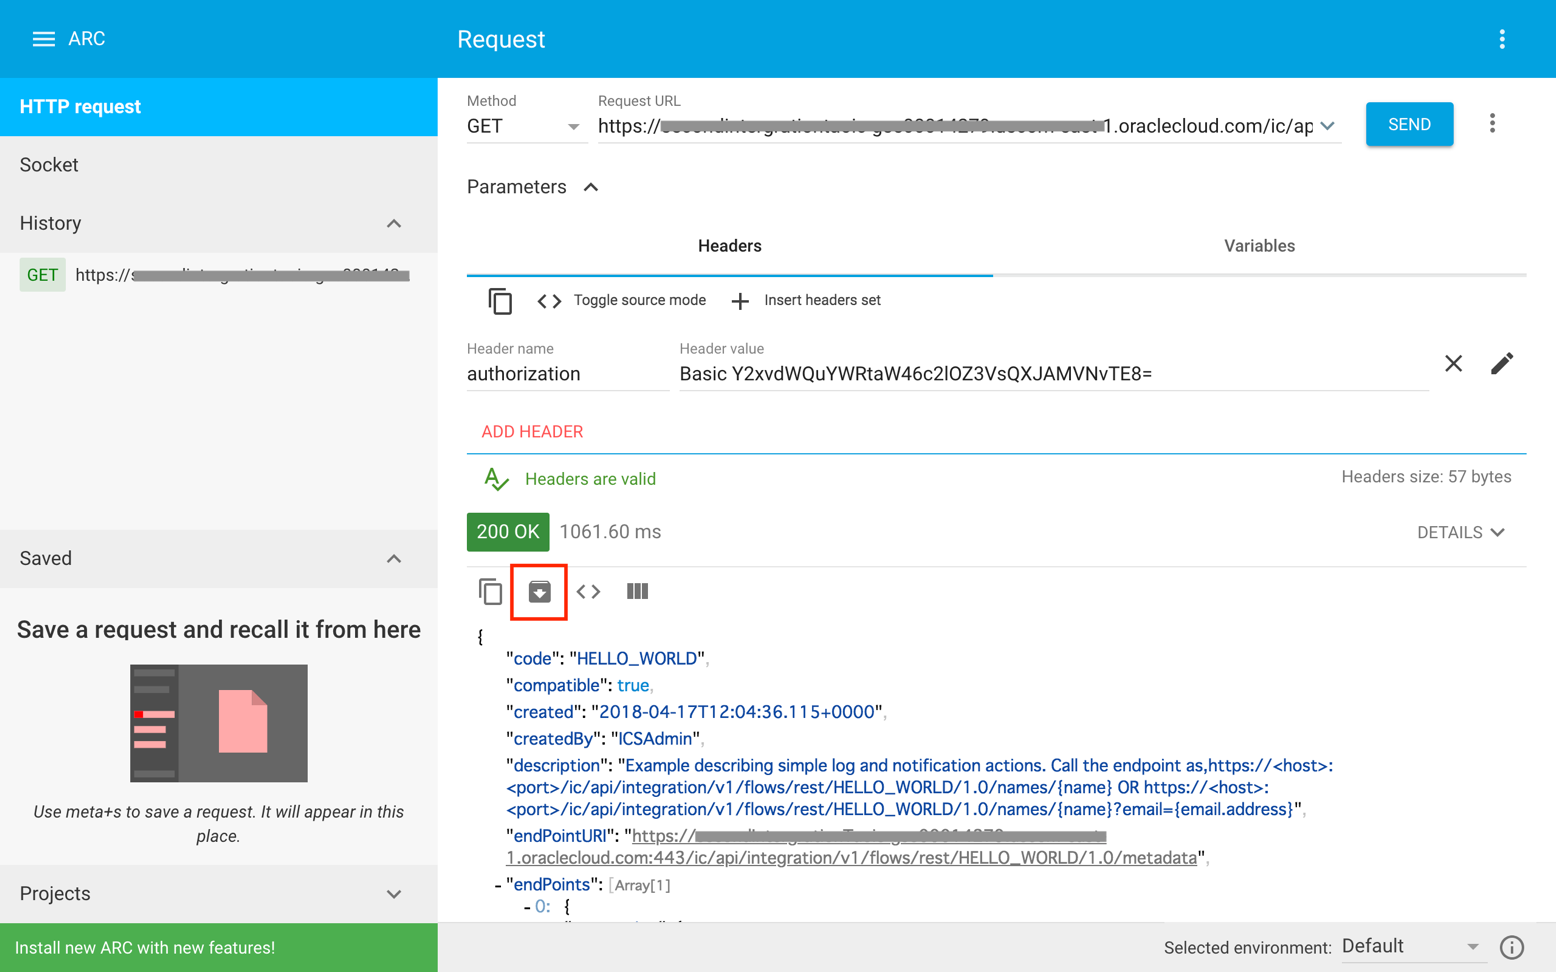 ARC
Request
HTTP request
Socket
History
GET https://
Saved
Save a request and recall it from here
Use meta+s to save a request. It will appear in this
place.
Projects
Install new ARC with new features!
Method
GET
Request URL
https:// 1.oraclecloud.com/ic/ap
SEND
Parameters
Headers
Variables
Toggle source mode
Insert headers set
Header name
authorization
Header value
Basic Y2xvdWQuYWRtaW46c2lOZ3VsQXJAMVNvTE8=
ADD HEADER
Headers are valid
Headers size: 57 bytes
200 OK 1061.60 ms
DETAILS
{
"code": "HELLO_WORLD",
"compatible": true,
"created": "2018-04-17T12:04:36.115+0000",
"createdBy": "ICSAdmin",
"description": "Example describing simple log and notification actions. Call the endpoint as,https://<host>:
<port>/ic/api/integration/v1/flows/rest/HELLO_WORLD/1.0/names/{name} OR https://<host>:
<port>/ic/api/integration/v1/flows/rest/HELLO_WORLD/1.0/names/{name}?email={email.address}",
"endPointURI": "https://
1.oraclecloud.com:443/ic/api/integration/v1/flows/rest/HELLO_WORLD/1.0/metadata",
- "endPoints": [Array[1]
- 0: {
Selected environment: Default